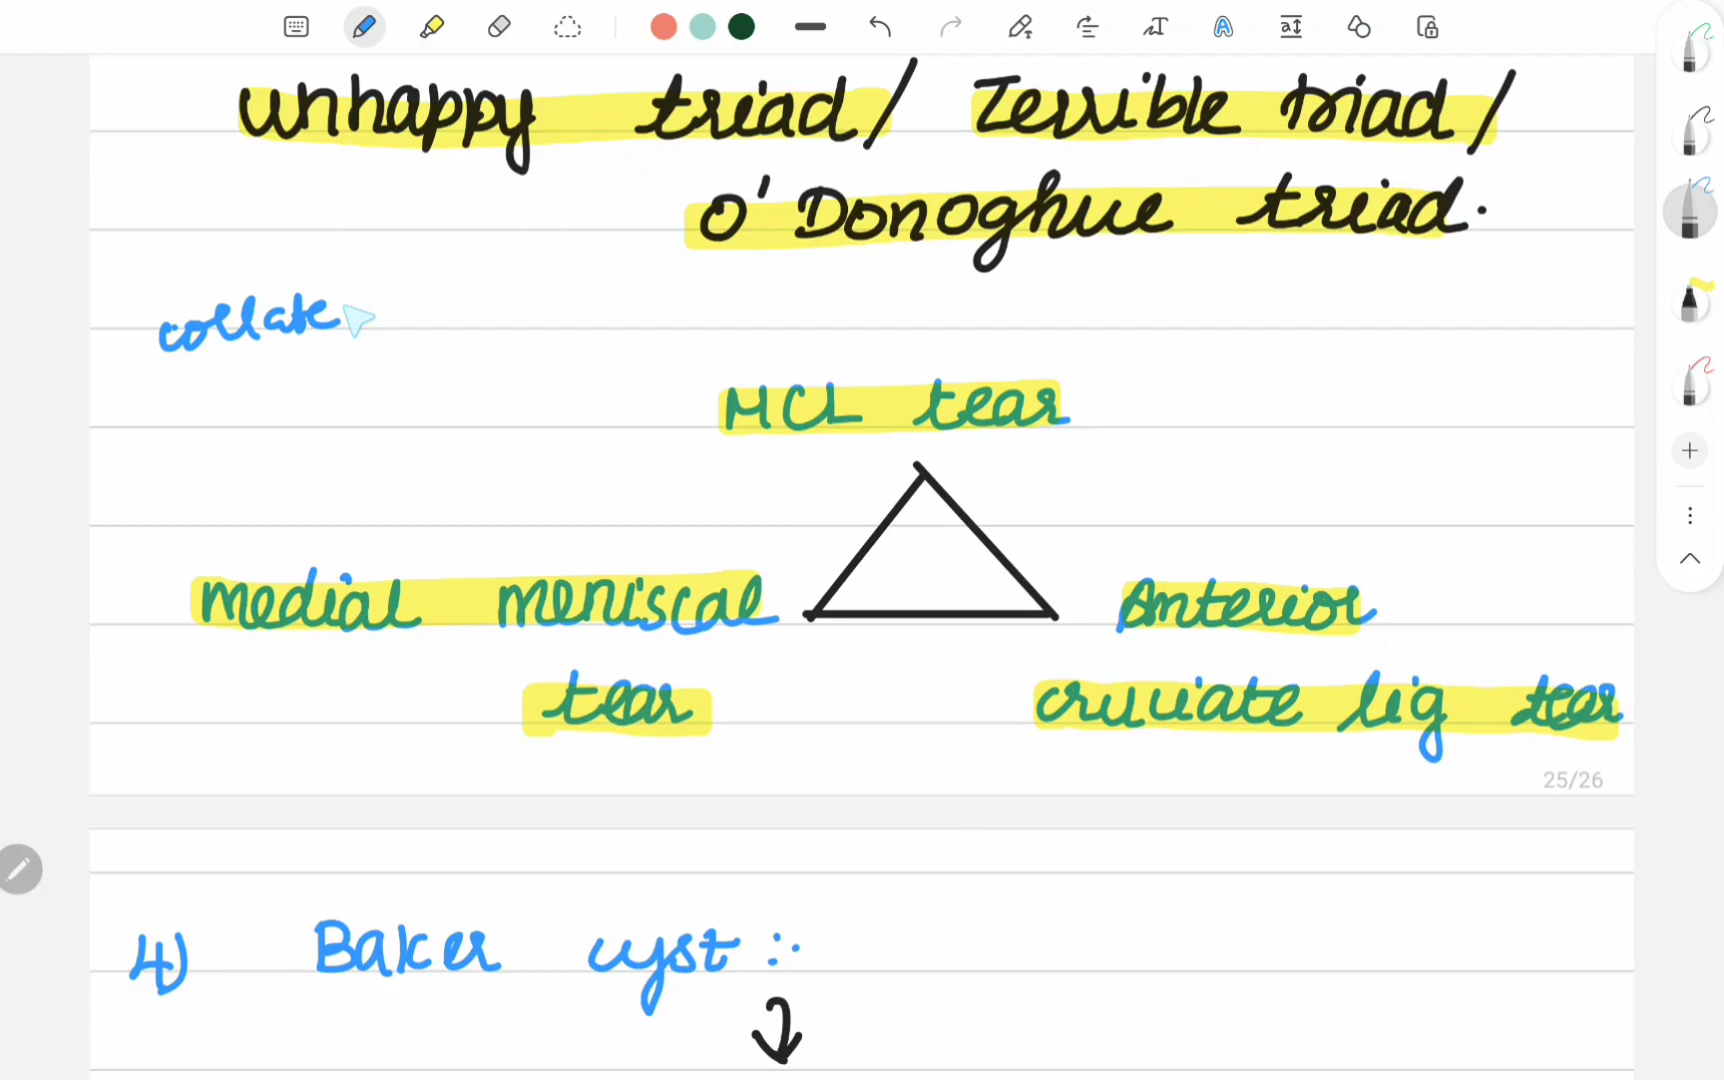 unhappy triad/ Terrible triad/
O'Donoghue triad.
collate
MCL tear
medial meniscal
tear
Anterior
cruciate lig tear
25/26
4) Baker cyst :-